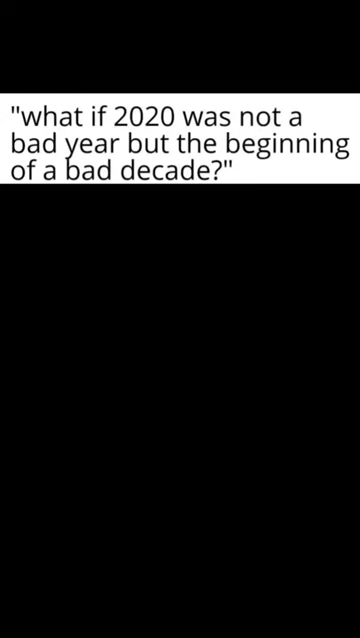 "what if 2020 was not a
bad year but the beginning
of a bad decade?"